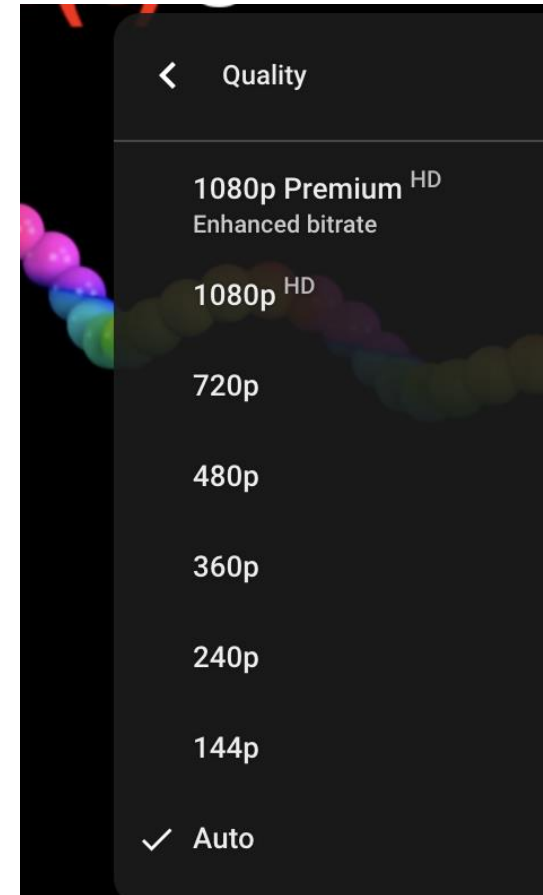 Quality
1080p Premium HD
Enhanced bitrate
1080p HD
720p
480p
360p
240p
144p
Auto